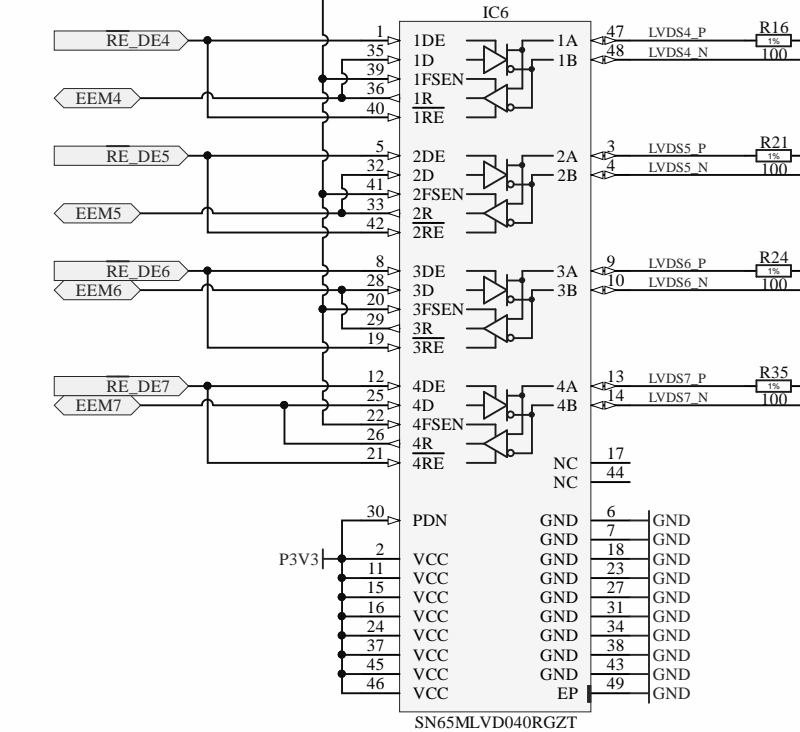 IC6
RE_DE4 1 1DE 1A 47 LVDS4_P R16
1%
35 1D 1B 48 LVDS4_N 100
39 1FSEN
EEM4 36 1R
40 1RE
RE_DE5 5 2DE 2A 3 LVDS5_P R21
1%
32 2D 2B 4 LVDS5_N 100
41 2FSEN
EEM5 33 2R
42 2RE
RE_DE6 8 3DE 3A 9 LVDS6_P R24
1%
EEM6 28 3D 3B 10 LVDS6_N 100
20 3FSEN
29 3R
19 3RE
RE_DE7 12 4DE 4A 13 LVDS7_P R35
1%
EEM7 25 4D 4B 14 LVDS7_N 100
22 4FSEN
26 4R
21 4RE NC 17
NC 44
30 PDN GND 6 GND
GND 7 GND
P3V3 2 VCC GND 18 GND
11 VCC GND 23 GND
15 VCC GND 27 GND
16 VCC GND 31 GND
24 VCC GND 34 GND
37 VCC GND 38 GND
45 VCC GND 43 GND
46 VCC EP 49 GND
SN65MLVD040RGZT